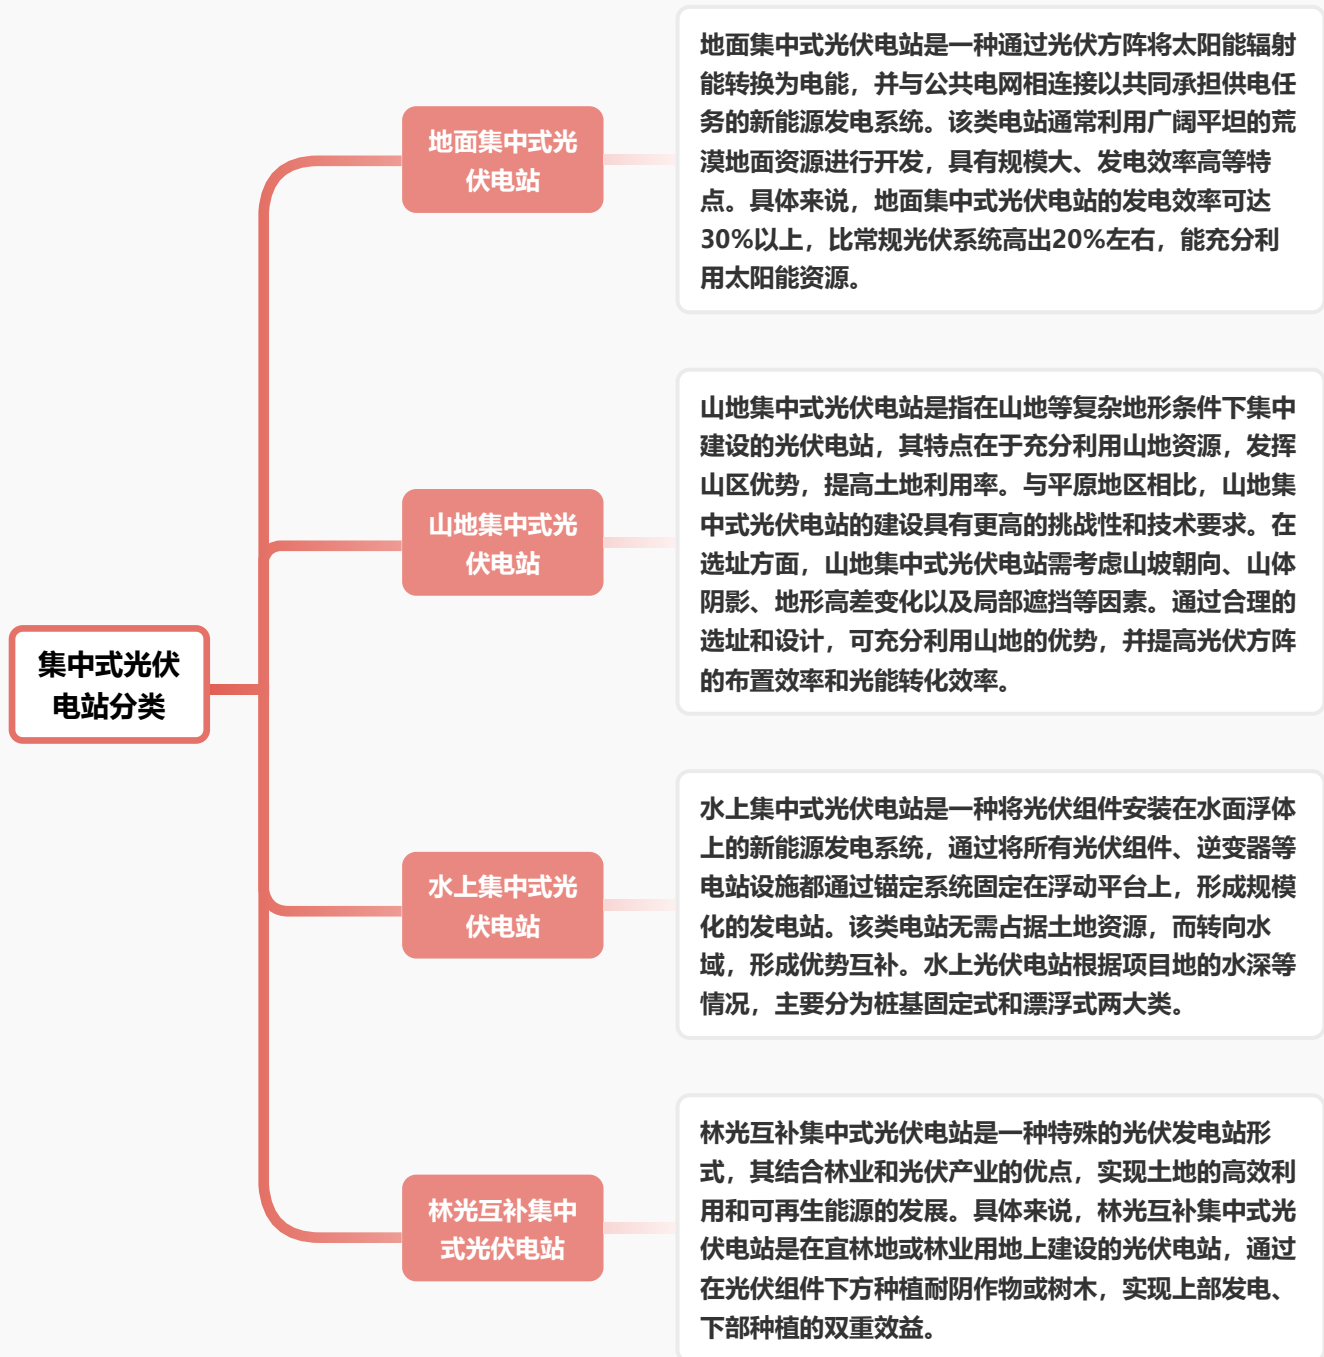 集中式光伏
电站分类
地面集中式光
伏电站
地面集中式光伏电站是一种通过光伏方阵将太阳能辐射
能转换为电能，并与公共电网相连接以共同承担供电任
务的新能源发电系统。该类电站通常利用广阔平坦的荒
漠地面资源进行开发，具有规模大、发电效率高等特
点。具体来说，地面集中式光伏电站的发电效率可达
30%以上，比常规光伏系统高出20%左右，能充分利
用太阳能资源。
山地集中式光
伏电站
山地集中式光伏电站是指在山地等复杂地形条件下集中
建设的光伏电站，其特点在于充分利用山地资源，发挥
山区优势，提高土地利用率。与平原地区相比，山地集
中式光伏电站的建设具有更高的挑战性和技术要求。在
选址方面，山地集中式光伏电站需考虑山坡朝向、山体
阴影、地形高差变化以及局部遮挡等因素。通过合理的
选址和设计，可充分利用山地的优势，并提高光伏方阵
的布置效率和光能转化效率。
水上集中式光
伏电站
水上集中式光伏电站是一种将光伏组件安装在水面浮体
上的新能源发电系统，通过将所有光伏组件、逆变器等
电站设施都通过锚定系统固定在浮动平台上，形成规模
化的发电站。该类电站无需占据土地资源，而转向水
域，形成优势互补。水上光伏电站根据项目地的水深等
情况，主要分为桩基固定式和漂浮式两大类。
林光互补集中
式光伏电站
林光互补集中式光伏电站是一种特殊的光伏发电站形
式，其结合林业和光伏产业的优点，实现土地的高效利
用和可再生能源的发展。具体来说，林光互补集中式光
伏电站是在宜林地或林业用地上建设的光伏电站，通过
在光伏组件下方种植耐阴作物或树木，实现上部发电、
下部种植的双重效益。